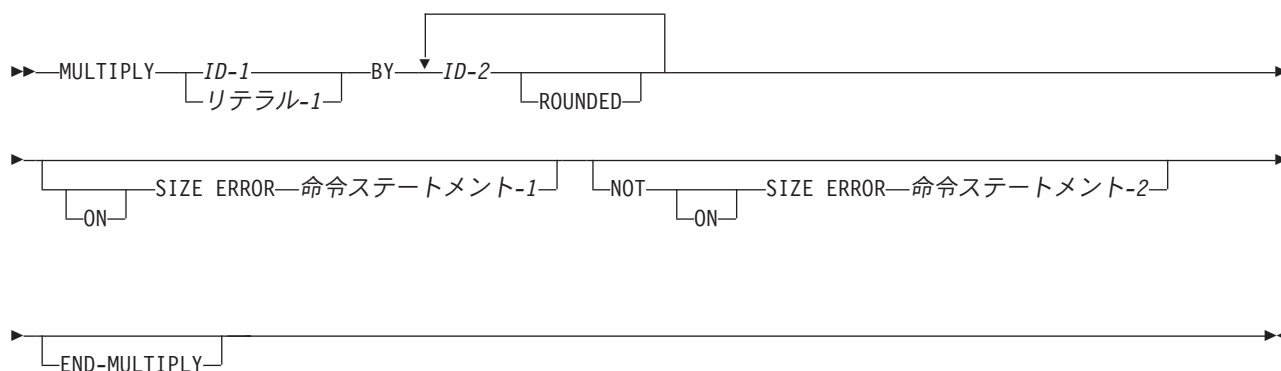 MULTIPLY ID-1 BY ID-2
リテラル-1 ROUNDED
SIZE ERROR 命令ステートメント-1 NOT SIZE ERROR 命令ステートメント-2
ON ON
END-MULTIPLY